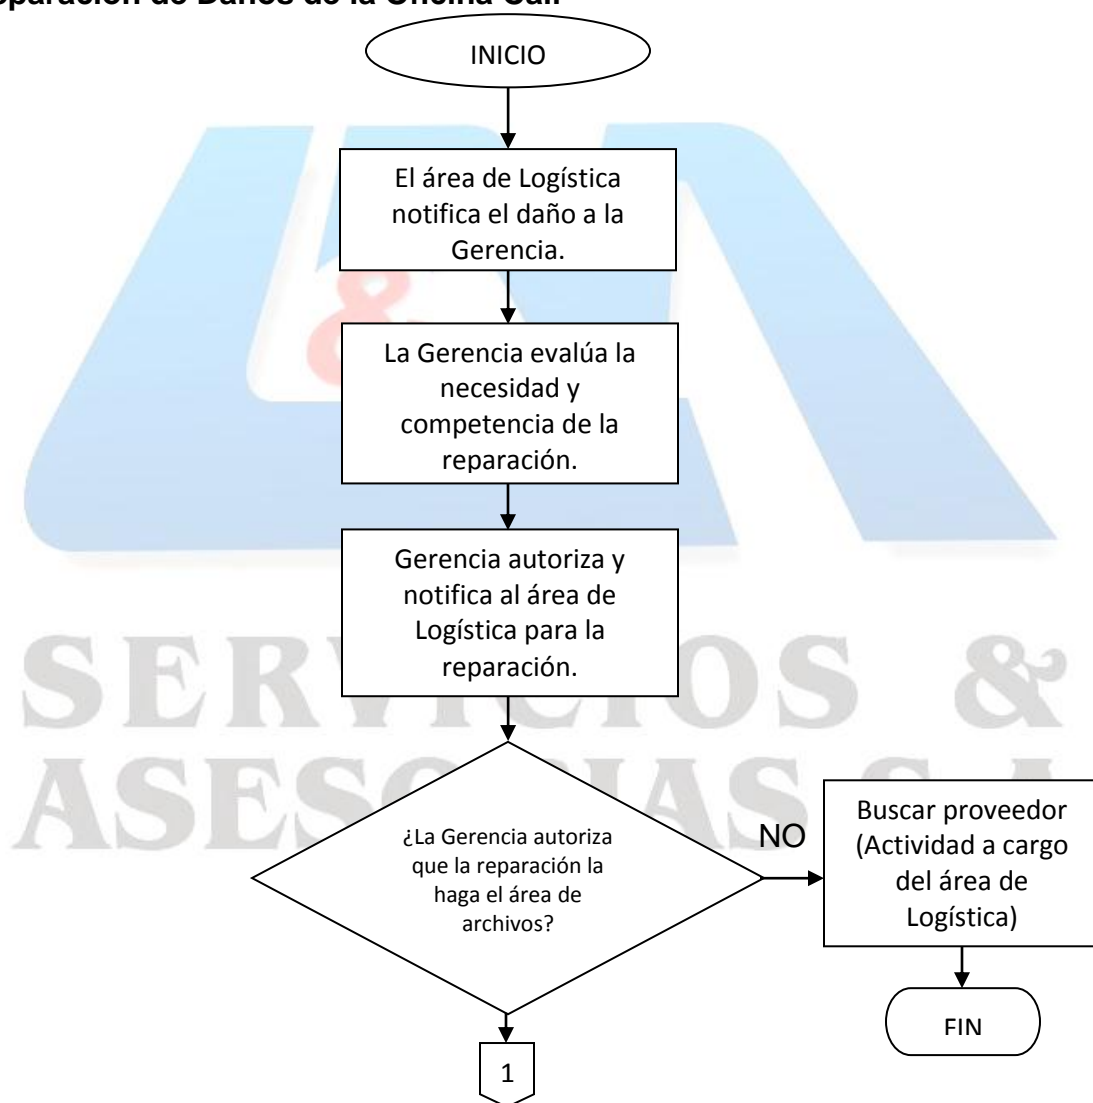 paración de Daños de la Oficina Cali
INICIO
El área de Logística
notifica el daño a la
Gerencia.
La Gerencia evalúa la
necesidad y
competencia de la
reparación.
Gerencia autoriza y
notifica al área de
Logística para la
reparación.
¿La Gerencia autoriza
que la reparación la
haga el área de
archivos?
NO
Buscar proveedor
(Actividad a cargo
del área de
Logística)
FIN
1
SERVICIOS &
ASESORIAS S.A